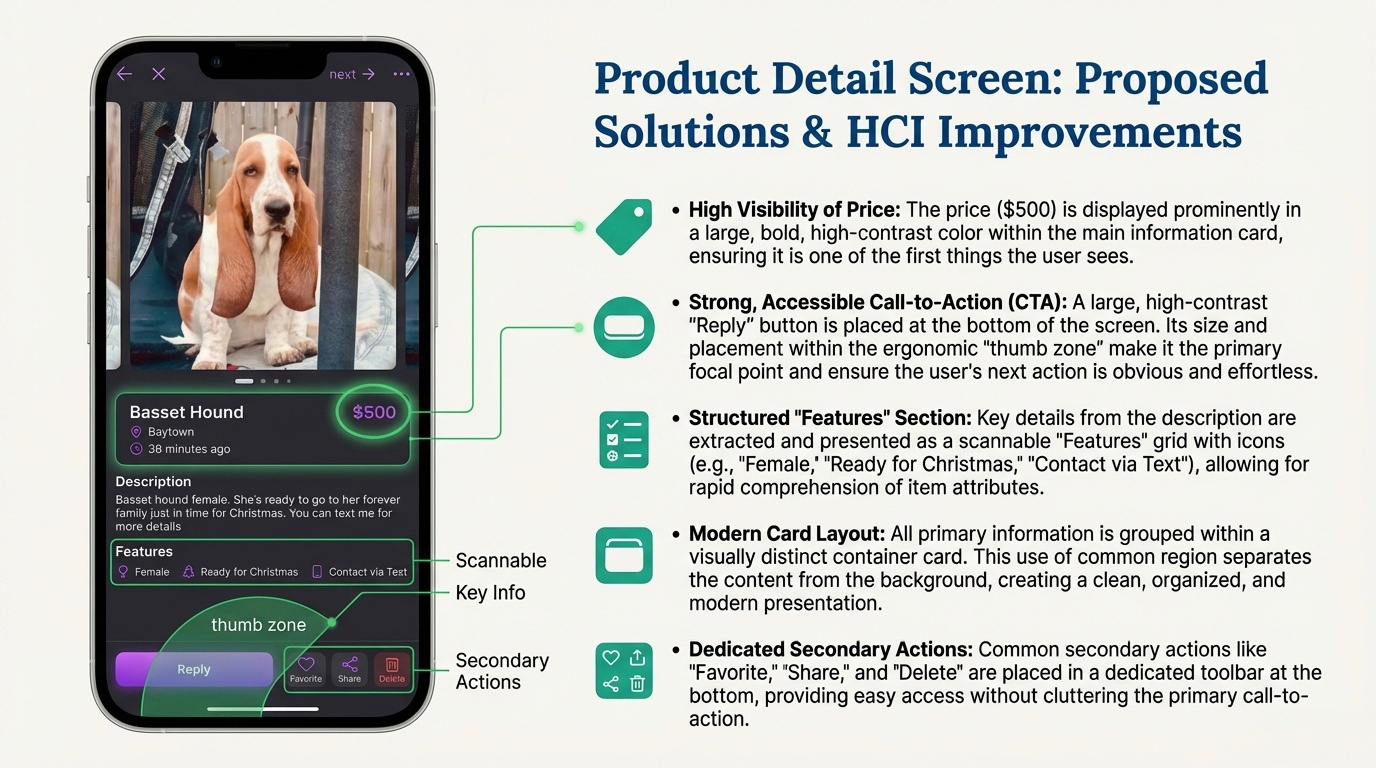 next
Basset Hound
$500
Baytown
38 minutes ago
Description
Basset hound female. She's ready to go to her forever
family just in time for Christmas. You can text me for
more details
Features
Female
Ready for Christmas
Contact via Text
thumb zone
Reply
Favorite
Share
Delete
Scannable
Key Info
Secondary
Actions
Product Detail Screen: Proposed
Solutions & HCI Improvements
• High Visibility of Price: The price ($500) is displayed prominently in
a large, bold, high-contrast color within the main information card,
ensuring it is one of the first things the user sees.
• Strong, Accessible Call-to-Action (CTA): A large, high-contrast
"Reply" button is placed at the bottom of the screen. Its size and
placement within the ergonomic "thumb zone" make it the primary
focal point and ensure the user's next action is obvious and effortless.
• Structured "Features" Section: Key details from the description are
extracted and presented as a scannable "Features" grid with icons
(e.g., "Female," "Ready for Christmas," "Contact via Text"), allowing for
rapid comprehension of item attributes.
• Modern Card Layout: All primary information is grouped within a
visually distinct container card. This use of common region separates
the content from the background, creating a clean, organized, and
modern presentation.
• Dedicated Secondary Actions: Common secondary actions like
"Favorite," "Share," and "Delete" are placed in a dedicated toolbar at the
bottom, providing easy access without cluttering the primary call-to-
action.